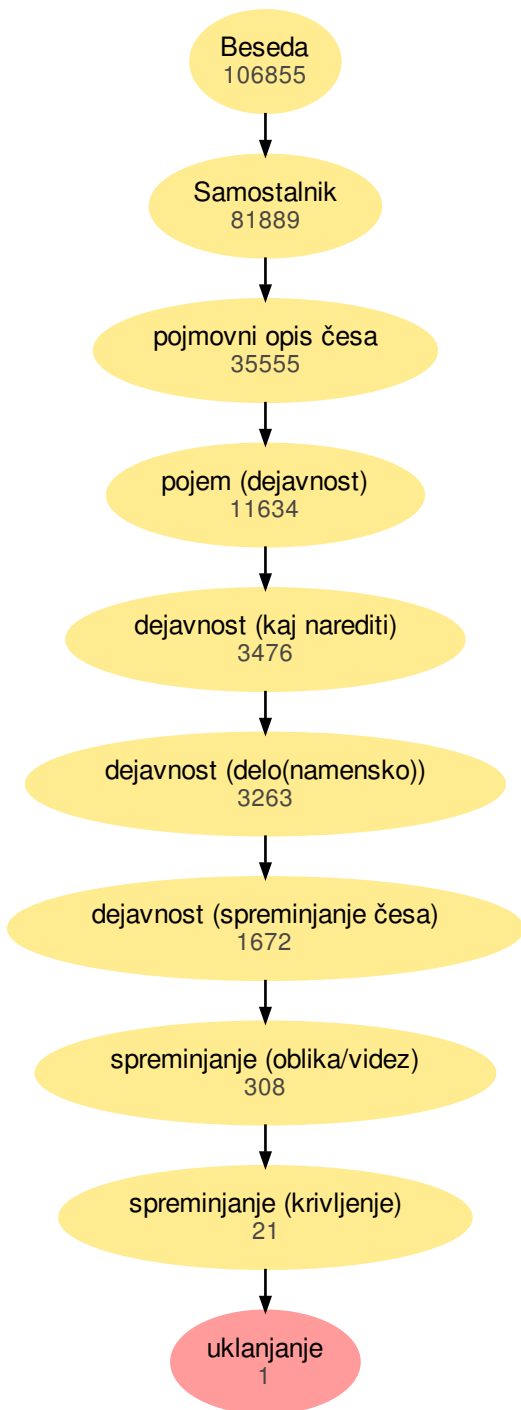 Beseda
106855
Samostalnik
81889
pojmovni opis česa
35555
pojem (dejavnost)
11634
dejavnost (kaj narediti)
3476
dejavnost (delo(namensko))
3263
dejavnost (spreminjanje česa)
1672
spreminjanje (oblika/videz)
308
spreminjanje (krivljenje)
21
uklanjanje
1